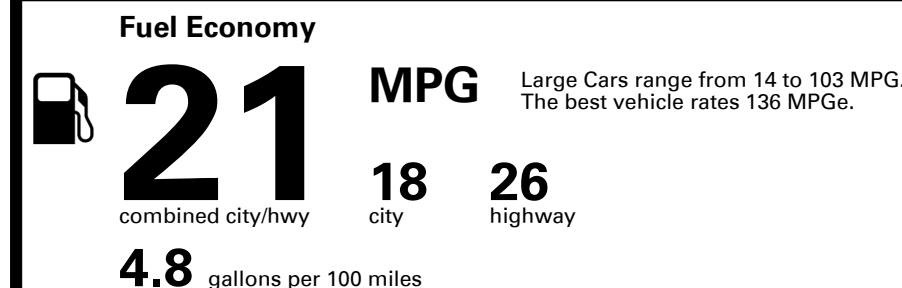 Fuel Economy
21 MPG
Large Cars range from 14 to 103 MPG.
The best vehicle rates 136 MPGe.
18 26
combined city/hwy city highway
4.8 gallons per 100 miles